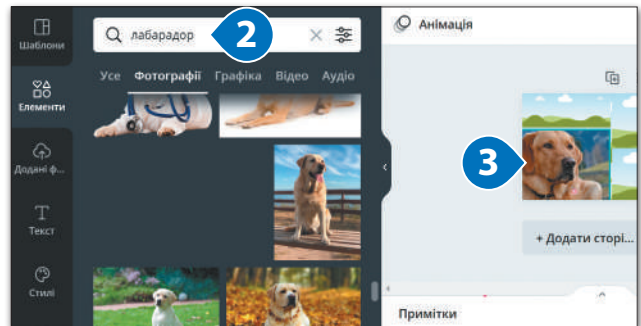 Шаблони
Елементи
Додані ф...
Текст
Стилі
лабарадор
2
Усе Фотографії Графіка Відео Аудіо
Анімація
3
+ Додати сторі...
Примітки